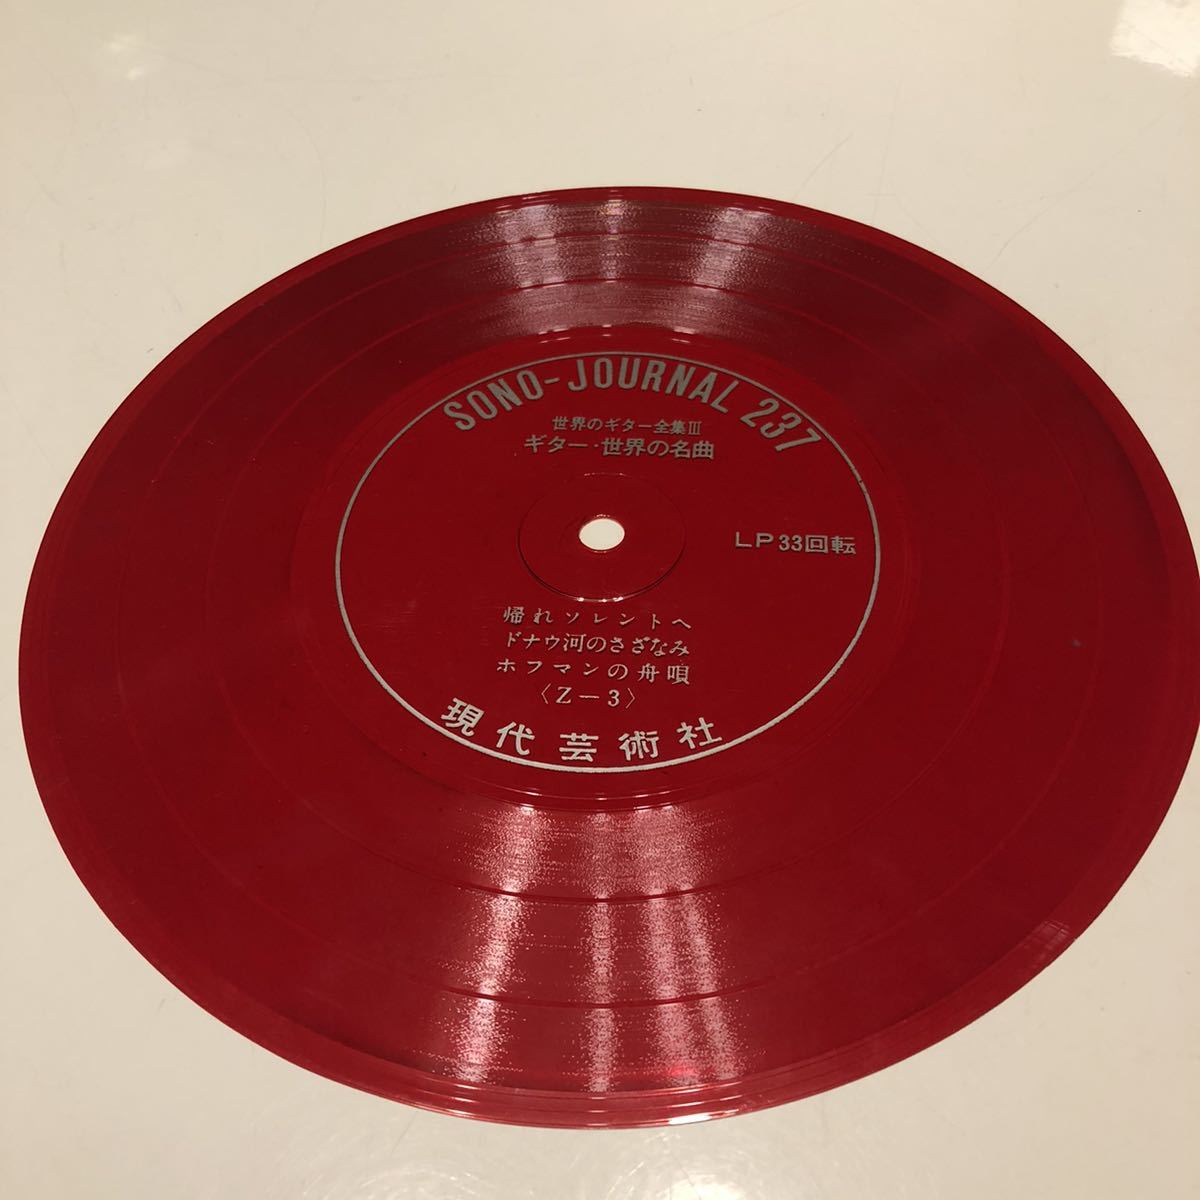 SONO-JOURNAL 237
世界のギター全集Ⅲ
ギター・世界の名曲
LP33回転
帰れソレントへ
ドナウ河のさざなみ
ホフマンの舟唄
〈Z-3〉
現代芸術社